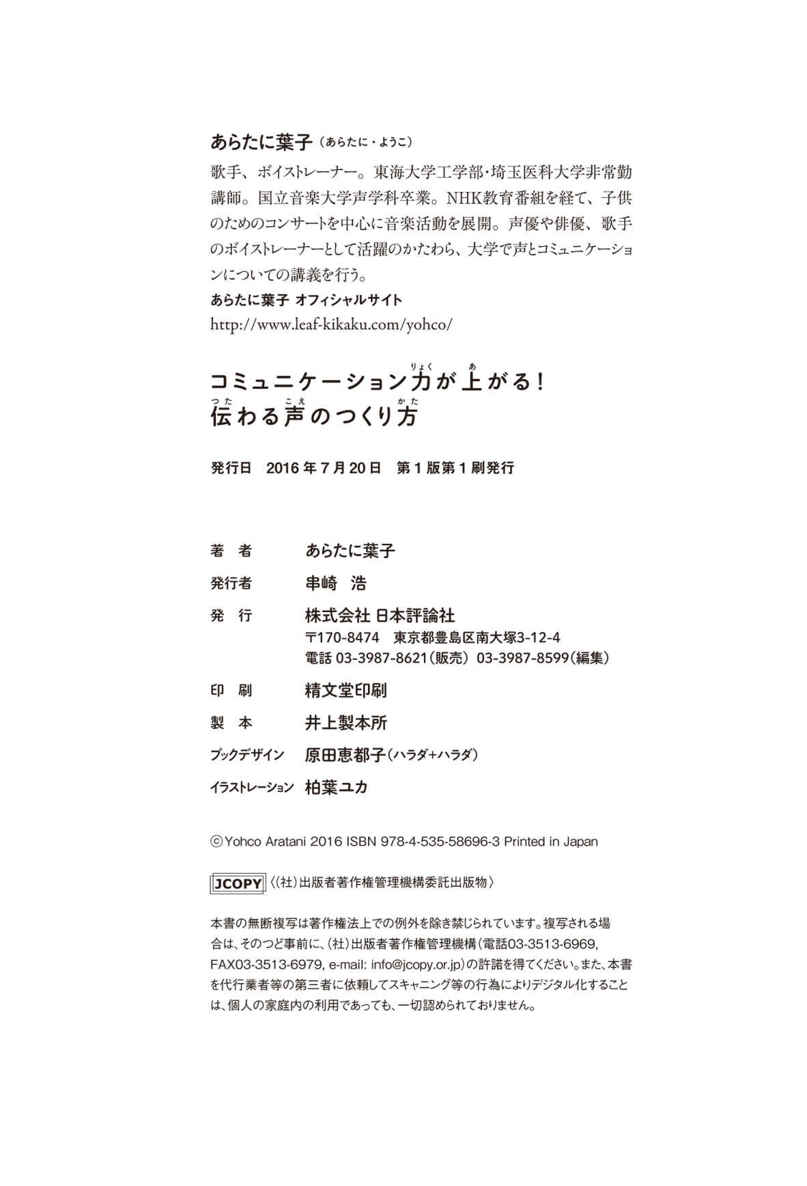 あらたに葉子（あらたに・ようこ）
歌手、ボイストレーナー。東海大学工学部・埼玉医科大学非常勤
講師。国立音楽大学声学科卒業。NHK教育番組を経て、子供
のためのコンサートを中心に音楽活動を展開。声優や俳優、歌手
のボイストレーナーとして活躍のかたわら、大学で声とコミュニケーショ
ンについての講義を行う。
あらたに葉子 オフィシャルサイト
http://www.leaf-kikaku.com/yohco/
りょく あ
コミュニケーション力が上がる！
つた こえ かた
伝わる声のつくり方
発行日　2016年7月20日　第1版第1刷発行
著　者　あらたに葉子
発行者　串崎　浩
発　行　株式会社 日本評論社
〒170-8474　東京都豊島区南大塚3-12-4
電話 03-3987-8621（販売） 03-3987-8599（編集）
印　刷　精文堂印刷
製　本　井上製本所
ブックデザイン　原田恵都子（ハラダ+ハラダ）
イラストレーション　柏葉ユカ
ⓒYohco Aratani 2016 ISBN 978-4-535-58696-3 Printed in Japan
JCOPY 〈（社）出版者著作権管理機構委託出版物〉
本書の無断複写は著作権法上での例外を除き禁じられています。複写される場
合は、そのつど事前に、（社）出版者著作権管理機構（電話03-3513-6969,
FAX03-3513-6979, e-mail: info@jcopy.or.jp）の許諾を得てください。また、本書
を代行業者等の第三者に依頼してスキャニング等の行為によりデジタル化すること
は、個人の家庭内の利用であっても、一切認められておりません。